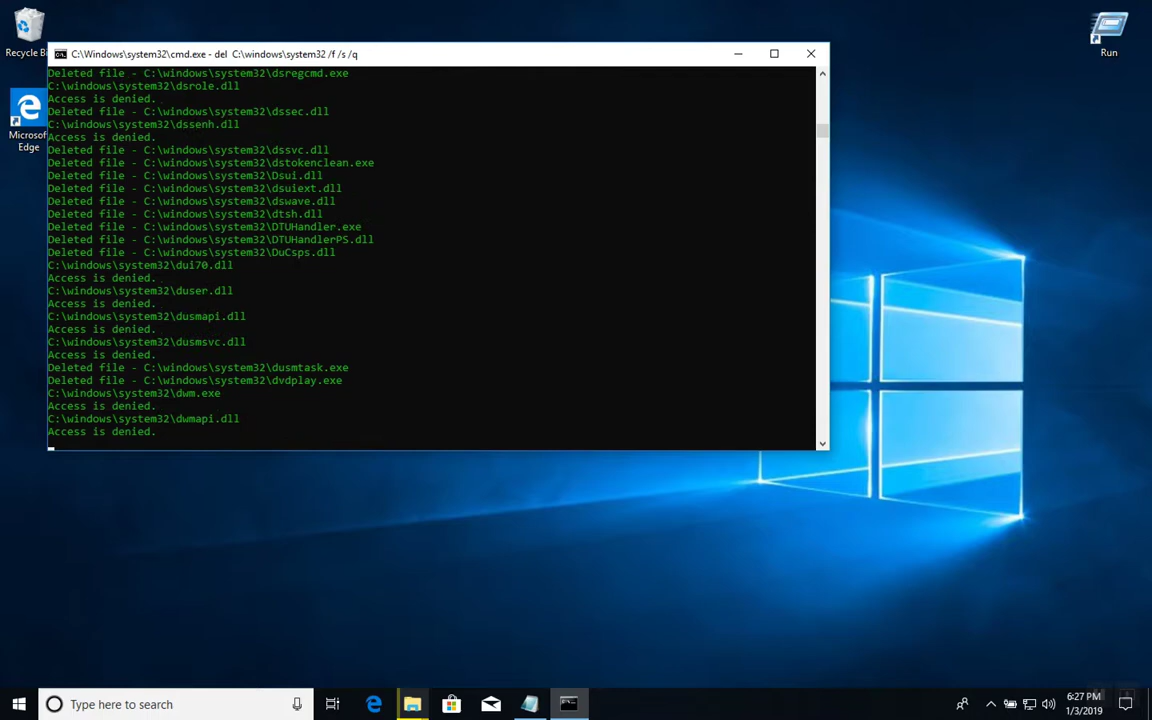 Recycle Bi
Run
C:\Windows\system32\cmd.exe - del  C:\windows\system32 /f /s /q
Deleted file - C:\windows\system32\dsregcmd.exe
C:\windows\system32\dsrole.dll
Access is denied.
Deleted file - C:\windows\system32\dssec.dll
C:\windows\system32\dssenh.dll
Access is denied.
Deleted file - C:\windows\system32\dssvc.dll
Deleted file - C:\windows\system32\dstokenclean.exe
Deleted file - C:\windows\system32\Dsui.dll
Deleted file - C:\windows\system32\dsuiext.dll
Deleted file - C:\windows\system32\dswave.dll
Deleted file - C:\windows\system32\dtsh.dll
Deleted file - C:\windows\system32\DTUHandler.exe
Deleted file - C:\windows\system32\DTUHandlerPS.dll
Deleted file - C:\windows\system32\DuCsps.dll
C:\windows\system32\dui70.dll
Access is denied.
C:\windows\system32\duser.dll
Access is denied.
C:\windows\system32\dusmapi.dll
Access is denied.
C:\windows\system32\dusmsvc.dll
Access is denied.
Deleted file - C:\windows\system32\dusmtask.exe
Deleted file - C:\windows\system32\dvdplay.exe
C:\windows\system32\dwm.exe
Access is denied.
C:\windows\system32\dwmapi.dll
Access is denied.
Microsof
Edge
Type here to search
6:27 PM
1/3/2019